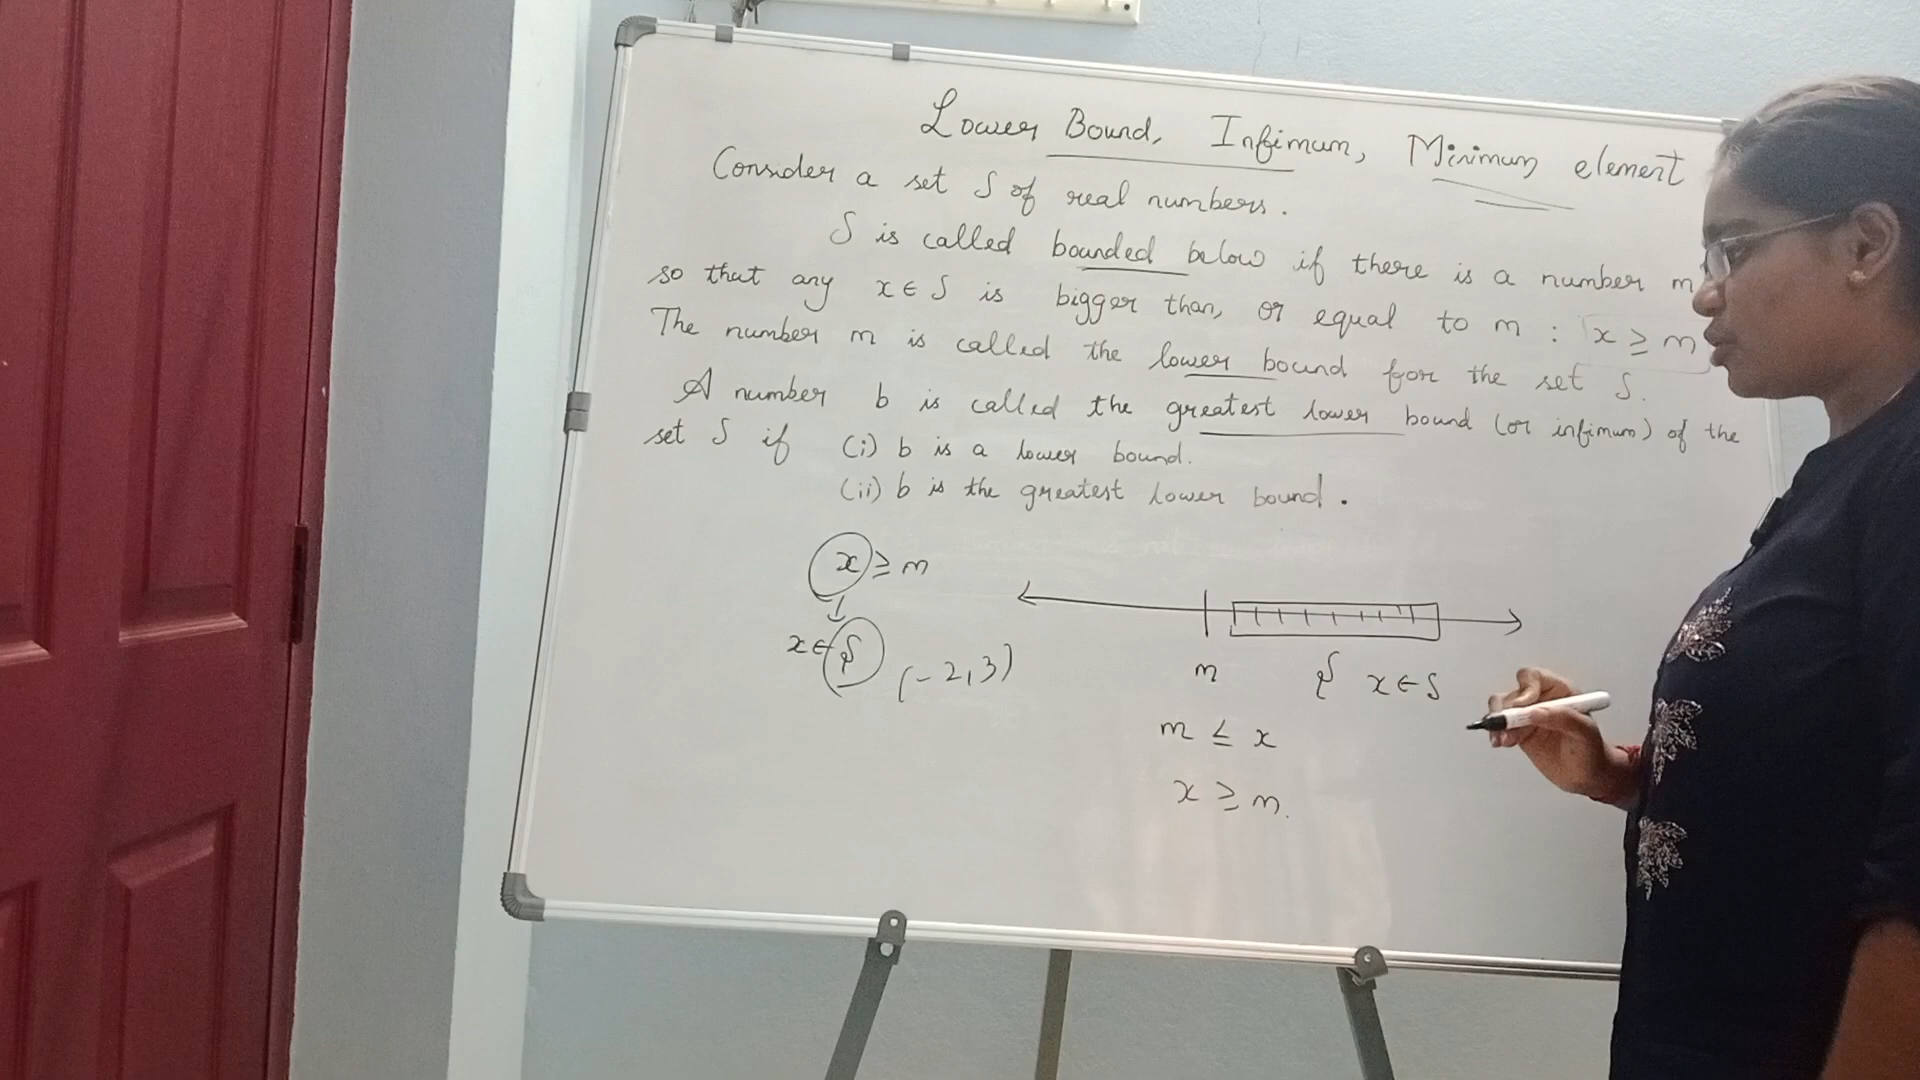 Lower Bound, Infimum, Minimum element
Consider a set S of real numbers.
S is called bounded below if there is a number m
so that any x ∈ S is bigger than, or equal to m : x ≥ m
The number m is called the lower bound for the set S.
A number b is called the greatest lower bound (or infimum) of the
set S if (i) b is a lower bound.
(ii) b is the greatest lower bound.
x ≥ m
x ∈ S
(-2,3)
m
S x ∈ S
m ≤ x
x ≥ m.